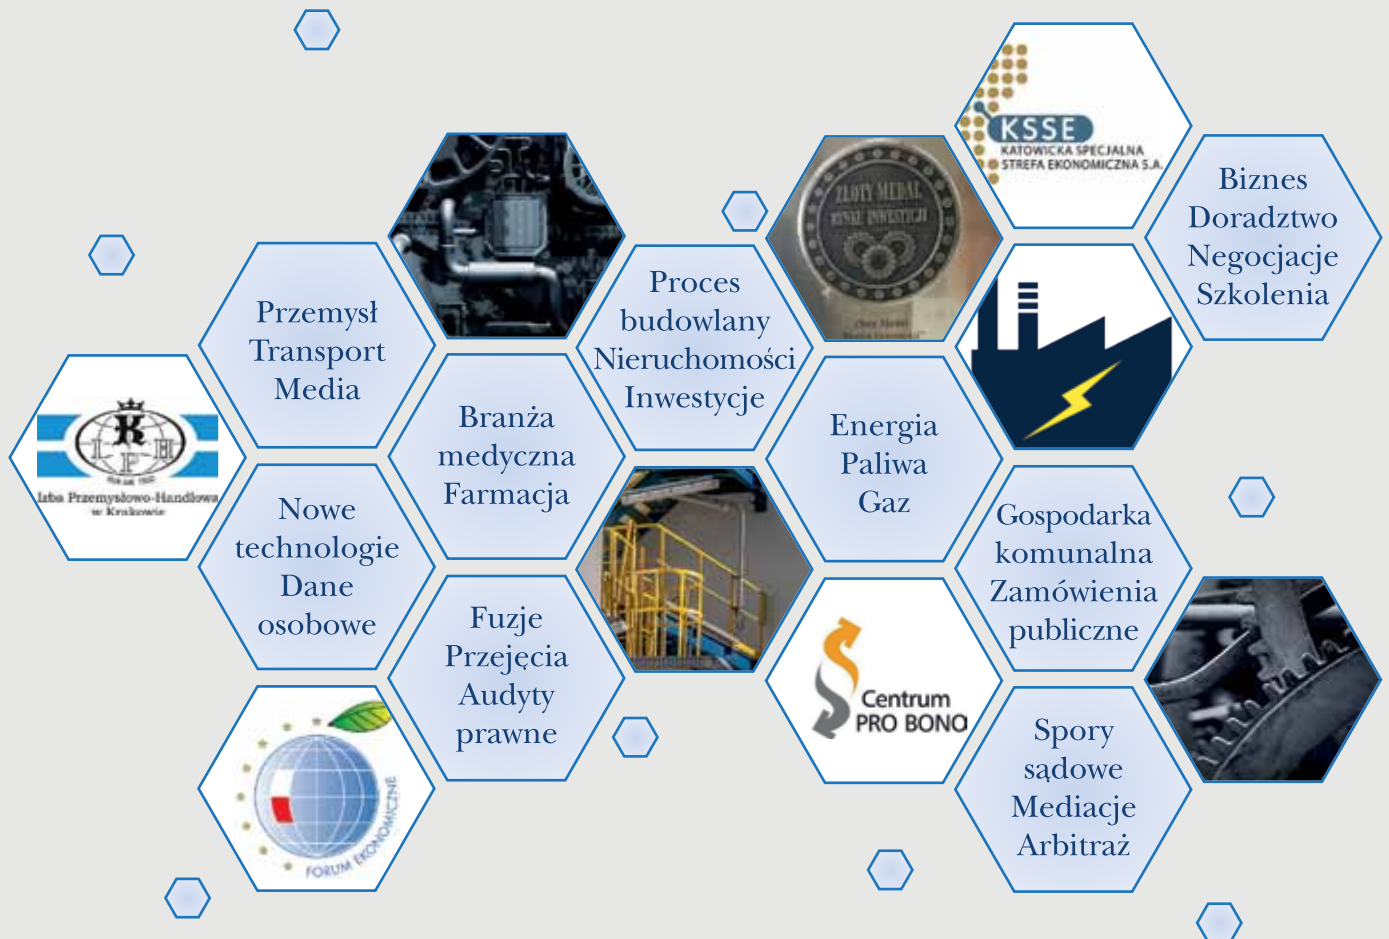 KSSE
KATOWICKA SPECJALNA
STREFA EKONOMICZNA S.A.
Biznes
Doradztwo
Negocjacje
Szkolenia
ZŁOTY MEDAL
RYNKU INWESTYCJI
Proces
budowlany
Nieruchomości
Inwestycje
Przemysł
Transport
Media
Branża
medyczna
Farmacja
Energia
Paliwa
Gaz
K
I P H
Izba Przemysłowo-Handlowa
w Krakowie
Nowe
technologie
Dane
osobowe
Gospodarka
komunalna
Zamówienia
publiczne
Fuzje
Przejęcia
Audyty
prawne
Centrum
PRO BONO
Spory
sądowe
Mediacje
Arbitraż
FORUM EKONOMICZNE